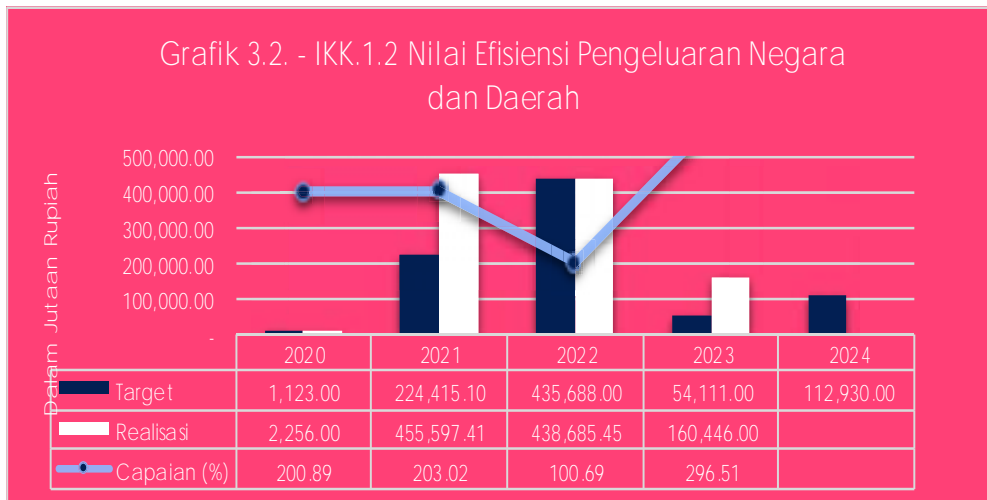 Grafik 3.2. - IKK.1.2 Nilai Efisiensi Pengeluaran Negara
dan Daerah
Dalam Jutaan Rupiah
500,000.00
400,000.00
300,000.00
200,000.00
100,000.00
-
2020 2021 2022 2023 2024
Target 1,123.00 224,415.10 435,688.00 54,111.00 112,930.00
Realisasi 2,256.00 455,597.41 438,685.45 160,446.00
Capaian (%) 200.89 203.02 100.69 296.51